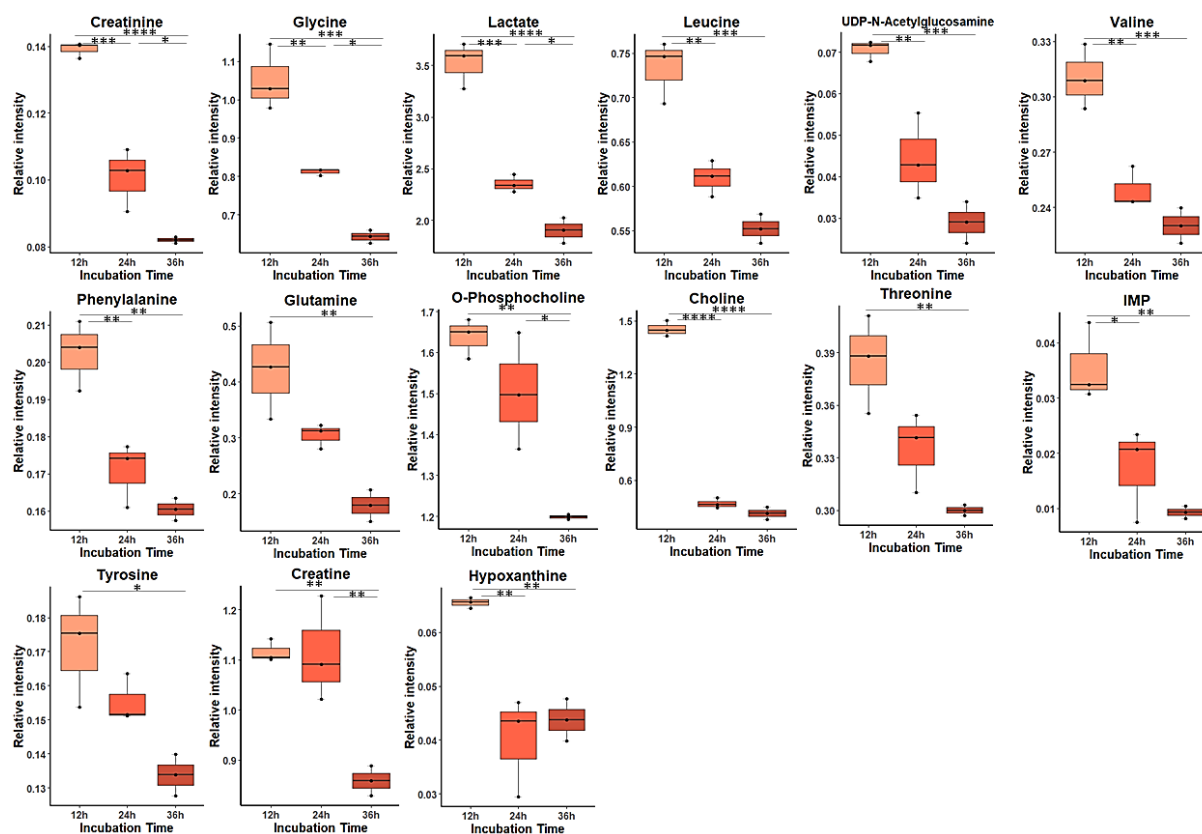 Creatinine
****
***
*
Relative intensity
0.14
0.12
0.10
0.08
12h
24h
36h
Incubation Time
Glycine
***
**
*
Relative intensity
1.1
1.0
0.9
0.8
0.7
12h
24h
36h
Incubation Time
Lactate
****
***
*
Relative intensity
3.5
3.0
2.5
2.0
12h
24h
36h
Incubation Time
Leucine
***
**
Relative intensity
0.75
0.70
0.65
0.60
0.55
12h
24h
36h
Incubation Time
UDP-N-Acetylglucosamine
***
**
Relative intensity
0.07
0.06
0.05
0.04
0.03
12h
24h
36h
Incubation Time
Valine
***
**
Relative intensity
0.33
0.30
0.26
0.24
12h
24h
36h
Incubation Time
Phenylalanine
**
**
Relative intensity
0.21
0.20
0.19
0.18
0.17
0.16
12h
24h
36h
Incubation Time
Glutamine
**
Relative intensity
0.5
0.4
0.3
0.2
12h
24h
36h
Incubation Time
O-Phosphocholine
**
*
Relative intensity
1.7
1.6
1.4
1.3
1.2
12h
24h
36h
Incubation Time
Choline
****
****
Relative intensity
1.5
1.2
0.9
0.6
12h
24h
36h
Incubation Time
Threonine
**
Relative intensity
0.39
0.36
0.33
0.30
12h
24h
36h
Incubation Time
IMP
**
*
Relative intensity
0.04
0.03
0.02
0.01
12h
24h
36h
Incubation Time
Tyrosine
*
Relative intensity
0.18
0.17
0.16
0.15
0.14
0.13
12h
24h
36h
Incubation Time
Creatine
**
**
Relative intensity
1.2
1.1
1.0
0.9
12h
24h
36h
Incubation Time
Hypoxanthine
**
**
Relative intensity
0.06
0.05
0.04
0.03
12h
24h
36h
Incubation Time